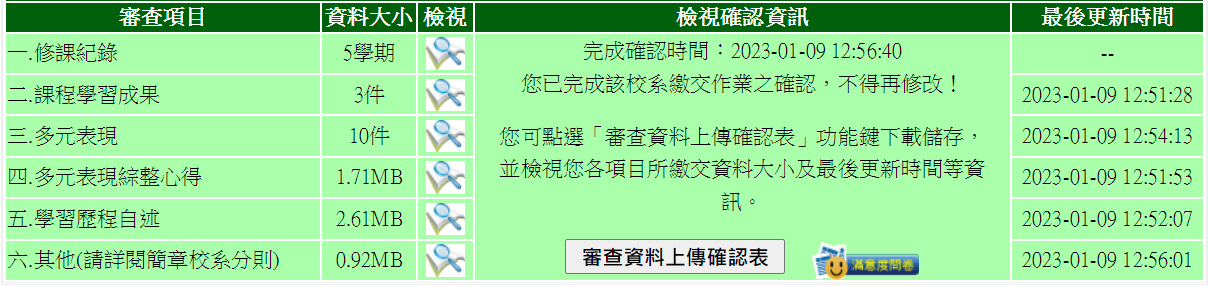 審查項目 資料大小 檢視 檢視確認資訊 最後更新時間
一.修課紀錄 5學期 --
二.課程學習成果 3件 2023-01-09 12:51:28
三.多元表現 10件 2023-01-09 12:54:13
四.多元表現綜整心得 1.71MB 2023-01-09 12:51:53
五.學習歷程自述 2.61MB 2023-01-09 12:52:07
六.其他(請詳閱簡章校系分則) 0.92MB 2023-01-09 12:56:01
完成確認時間：2023-01-09 12:56:40
您已完成該校系繳交作業之確認，不得再修改！
您可點選「審查資料上傳確認表」功能鍵下載儲存，
並檢視您各項目所繳交資料大小及最後更新時間等資
訊。
審查資料上傳確認表
滿意度問卷